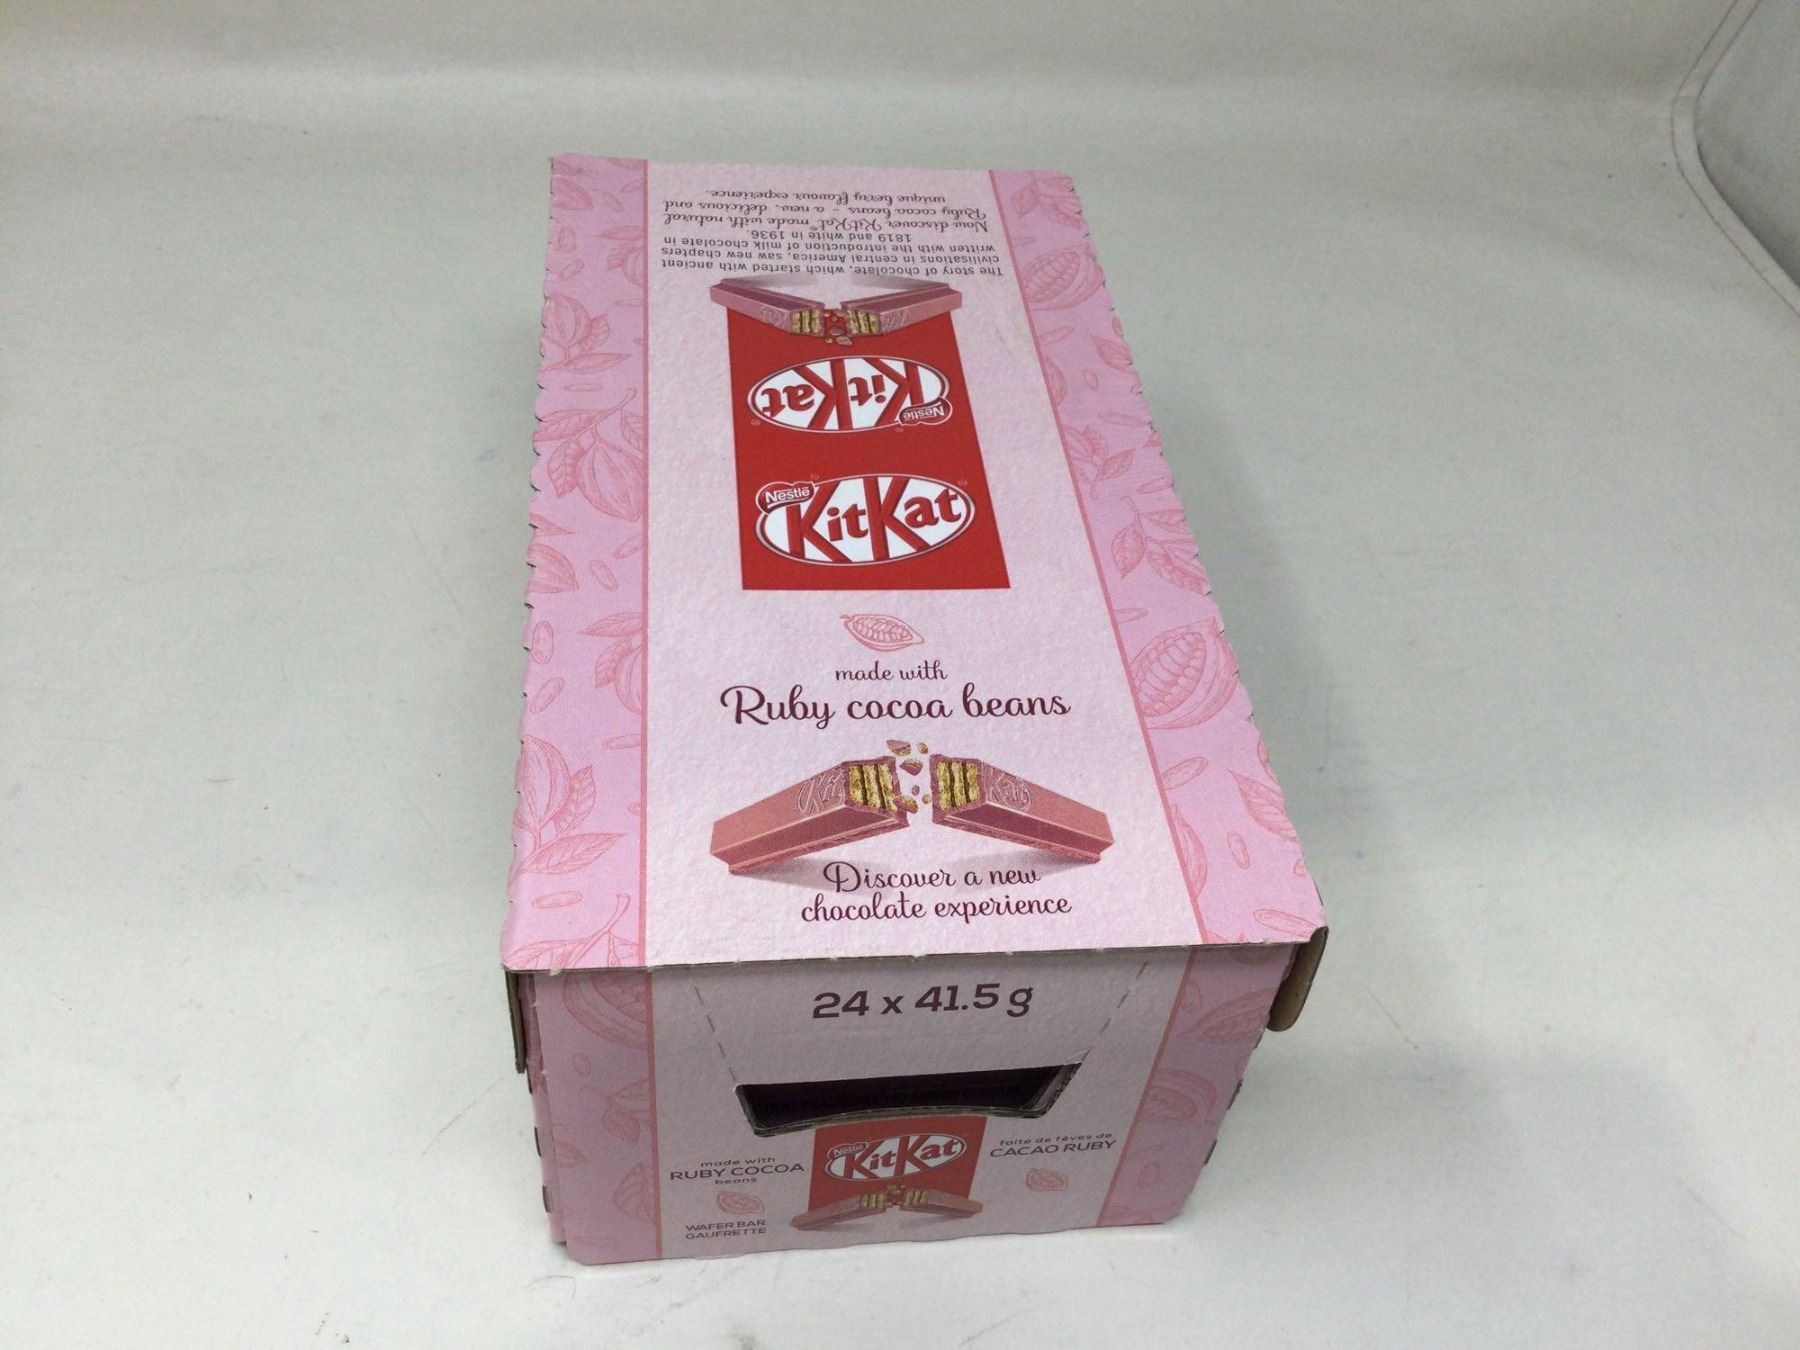 The story of chocolate, which started with ancient
civilisations in central America, saw new chapters
written with the introduction of milk chocolate in
1819 and white in 1936.
Now discover KitKat® made with natural
Ruby cocoa beans - a new, delicious and
unique berry flavour experience.
Nestlé
KitKat
®
Nestlé
KitKat
®
made with
Ruby cocoa beans
Kit Kat
Discover a new
chocolate experience
24 x 41.5 g
made with
RUBY COCOA
beans
WAFER BAR
GAUFRETTE
Nestlé
KitKat
faite de fèves de
CACAO RUBY